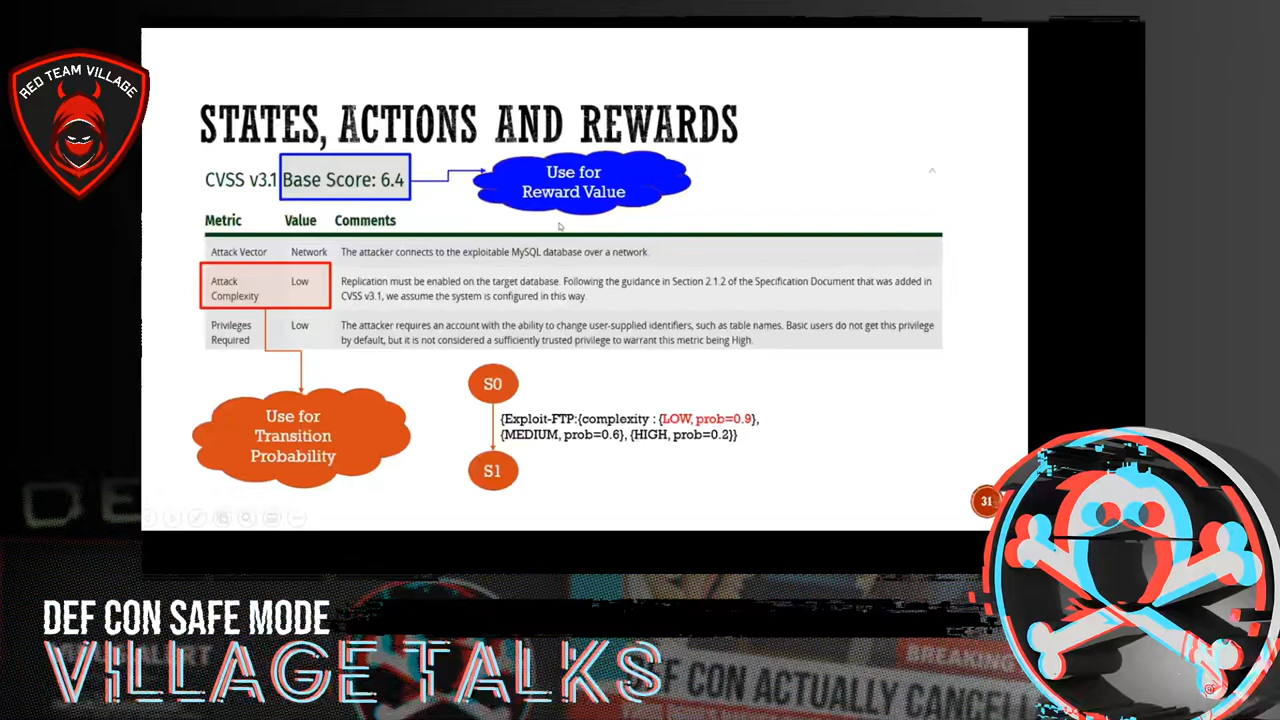 RED TEAM VILLAGE
STATES, ACTIONS AND REWARDS
CVSS v3.1 Base Score: 6.4
Use for
Reward Value
Metric Value Comments
Attack Vector Network The attacker connects to the exploitable MySQL database over a network.
Attack Complexity Low Replication must be enabled on the target database. Following the guidance in Section 2.1.2 of the Specification Document that was added in
CVSS v3.1, we assume the system is configured in this way.
Privileges Required Low The attacker requires an account with the ability to change user-supplied identifiers, such as table names. Basic users do not get this privilege
by default, but it is not considered a sufficiently trusted privilege to warrant this metric being High.
Use for
Transition
Probability
S0
{Exploit-FTP:{complexity : {LOW, prob=0.9},
{MEDIUM, prob=0.6}, {HIGH, prob=0.2}}
S1
31
DEF CON SAFE MODE
VILLAGE TALKS
BREAKING
DEF CON ACTUALLY CANCELL